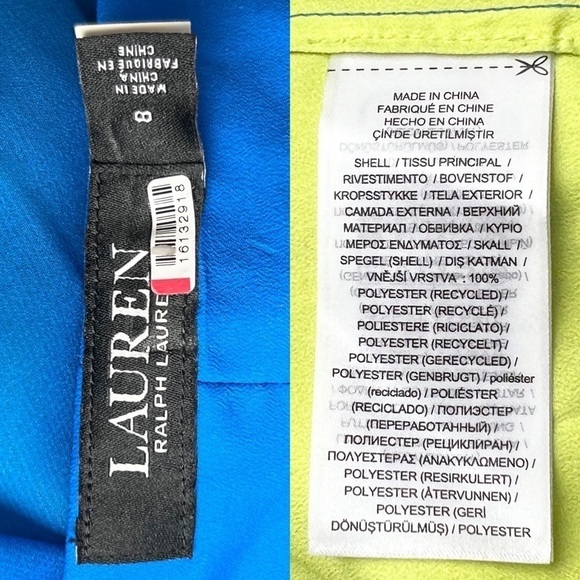 MADE IN
CHINA
FABRIQUÉ EN
CHINE
8
LAUREN
RALPH LAUREN
16132918
MADE IN CHINA
FABRIQUÉ EN CHINE
HECHO EN CHINA
ÇİN'DE ÜRETİLMİŞTİR
SHELL / TISSU PRINCIPAL /
RIVESTIMENTO / BOVENSTOF /
KROPSSTYKKE / TELA EXTERIOR /
CAMADA EXTERNA / ВЕРХНИЙ
МАТЕРИАЛ / ОБВИВКА / ΚΥΡΙΟ
ΜΕΡΟΣ ΕΝΔΥΜΑΤΟΣ / SKALL /
SPEGEL (SHELL) / DIŞ KATMAN /
VNĚJŠÍ VRSTVA : 100%
POLYESTER (RECYCLED) /
POLYESTER (RECYCLÉ) /
POLIESTERE (RICICLATO) /
POLYESTER (RECYCELT) /
POLYESTER (GERECYCLED) /
POLYESTER (GENBRUGT) / poliéster
(reciclado) / POLIÉSTER
(RECICLADO) / ПОЛИЭСТЕР
(ПЕРЕРАБОТАННЫЙ) /
ПОЛИЕСТЕР (РЕЦИКЛИРАН) /
ΠΟΛΥΕΣΤΕΡΑΣ (ΑΝΑΚΥΚΛΩΜΕΝΟ) /
POLYESTER (RESIRKULERT) /
POLYESTER (ÅTERVUNNEN) /
POLYESTER (GERİ
DÖNÜŞTÜRÜLMÜŞ) / POLYESTER